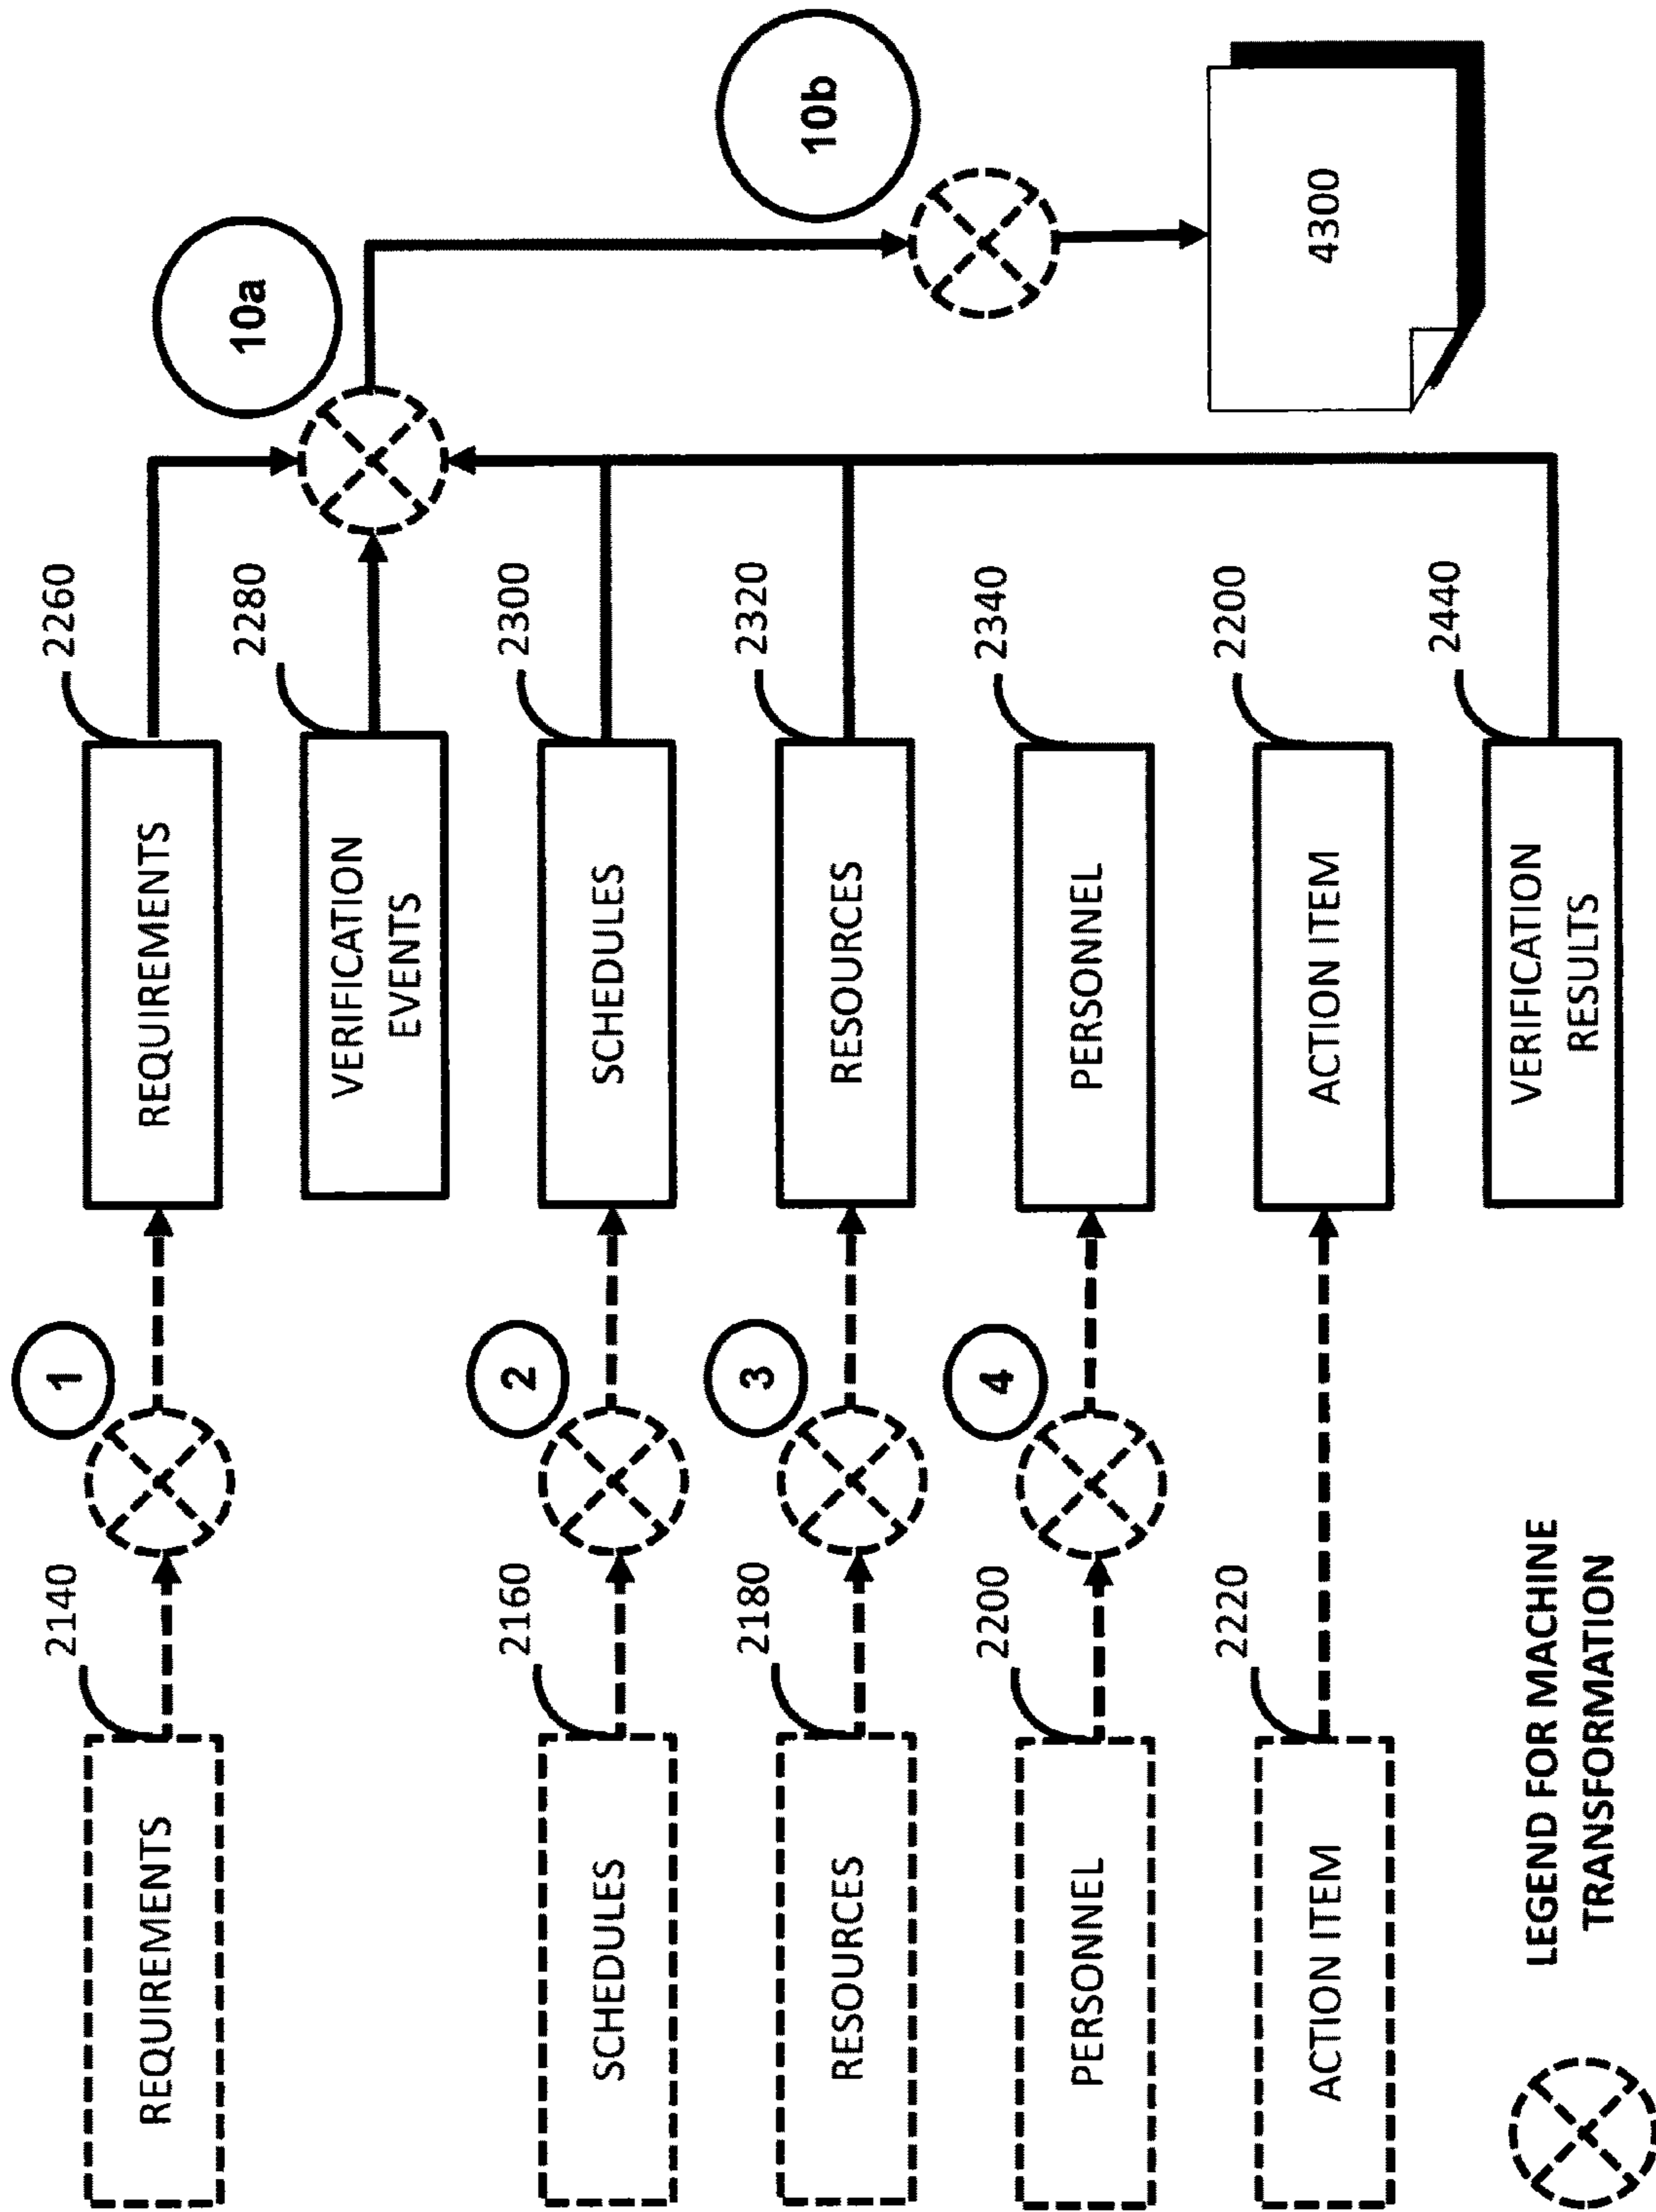 REQUIREMENTS
2140
1
REQUIREMENTS
2260
10a
VERIFICATION
EVENTS
2280
SCHEDULES
2160
2
SCHEDULES
2300
RESOURCES
2180
3
RESOURCES
2320
10b
PERSONNEL
2200
4
PERSONNEL
2340
ACTION ITEM
2220
ACTION ITEM
2200
4300
VERIFICATION
RESULTS
2440
LEGEND FOR MACHINE
TRANSFORMATION